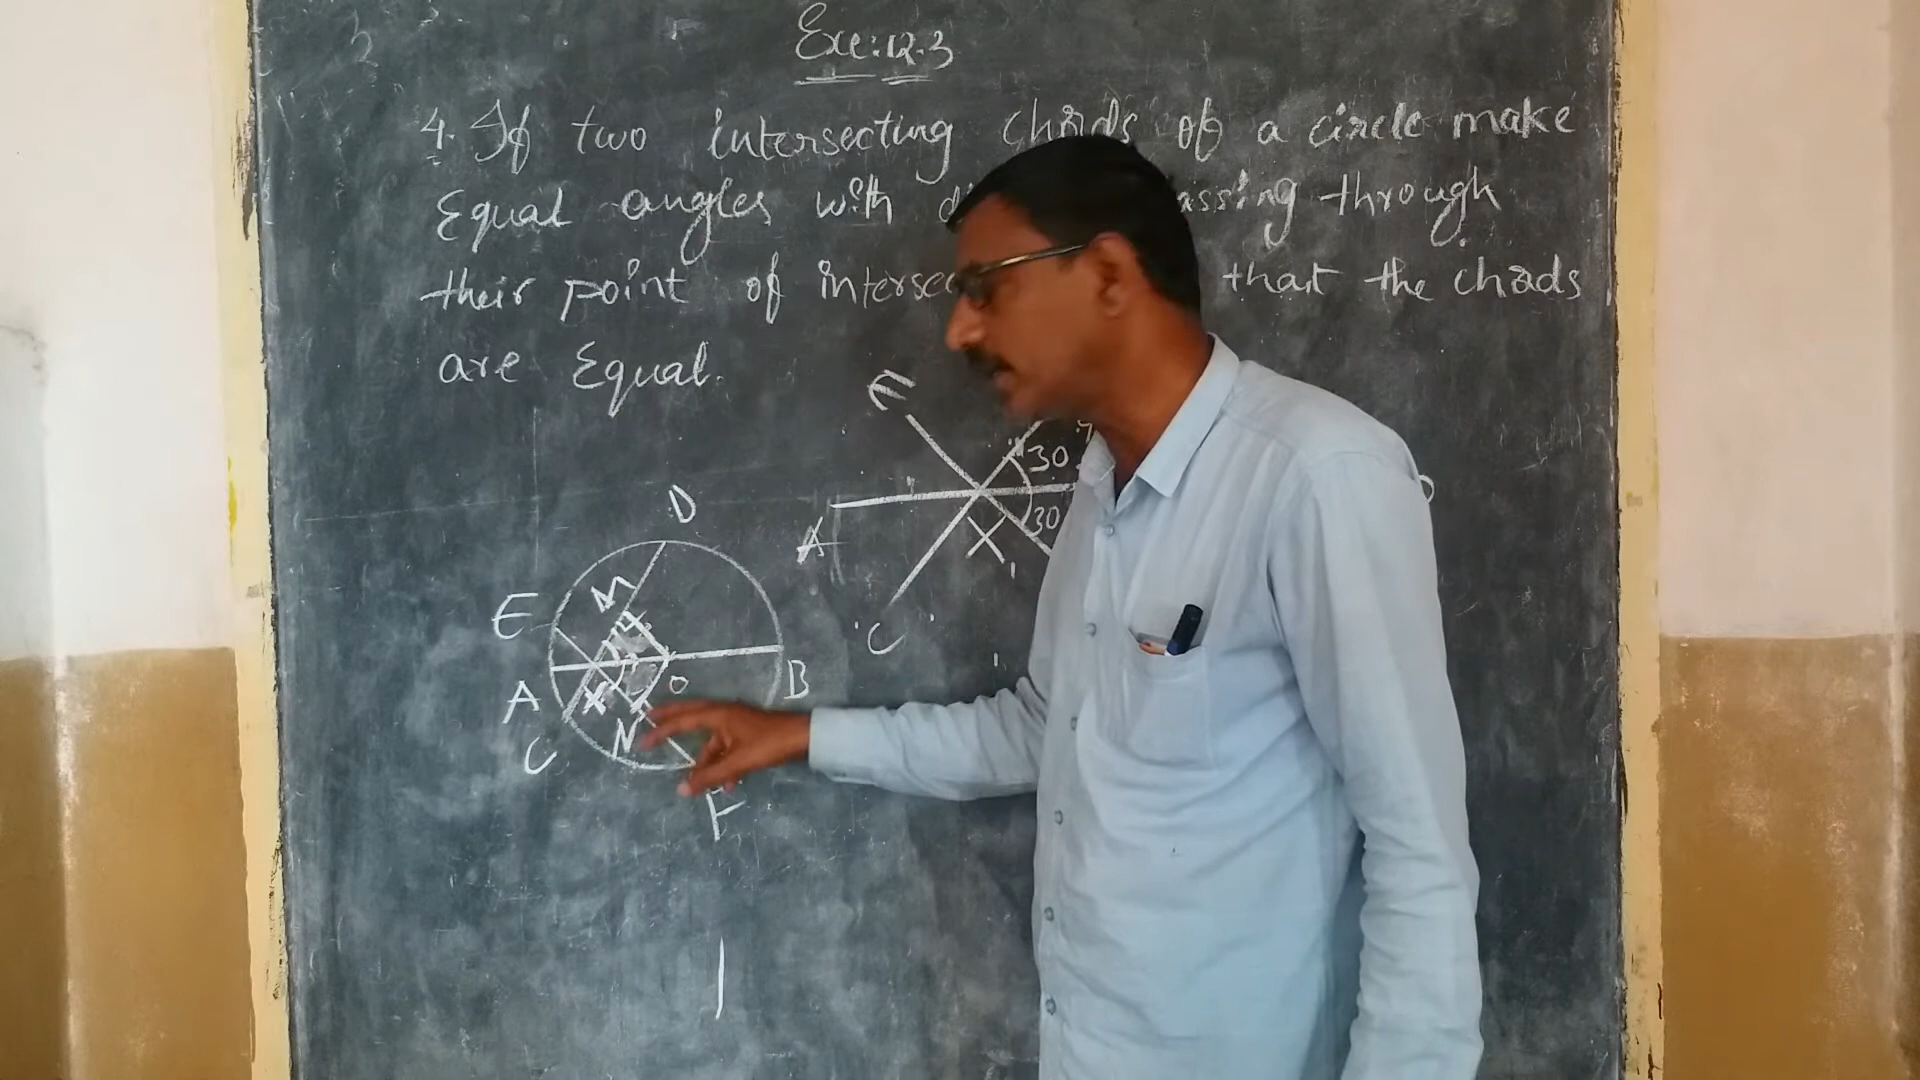 Exe:12.3
4. If two intersecting chords of a circle make
Equal angles with passing through
their point of that the chords
are Equal.
E
30
A
30
C
D
M
E
A
X
O
B
C
N
F